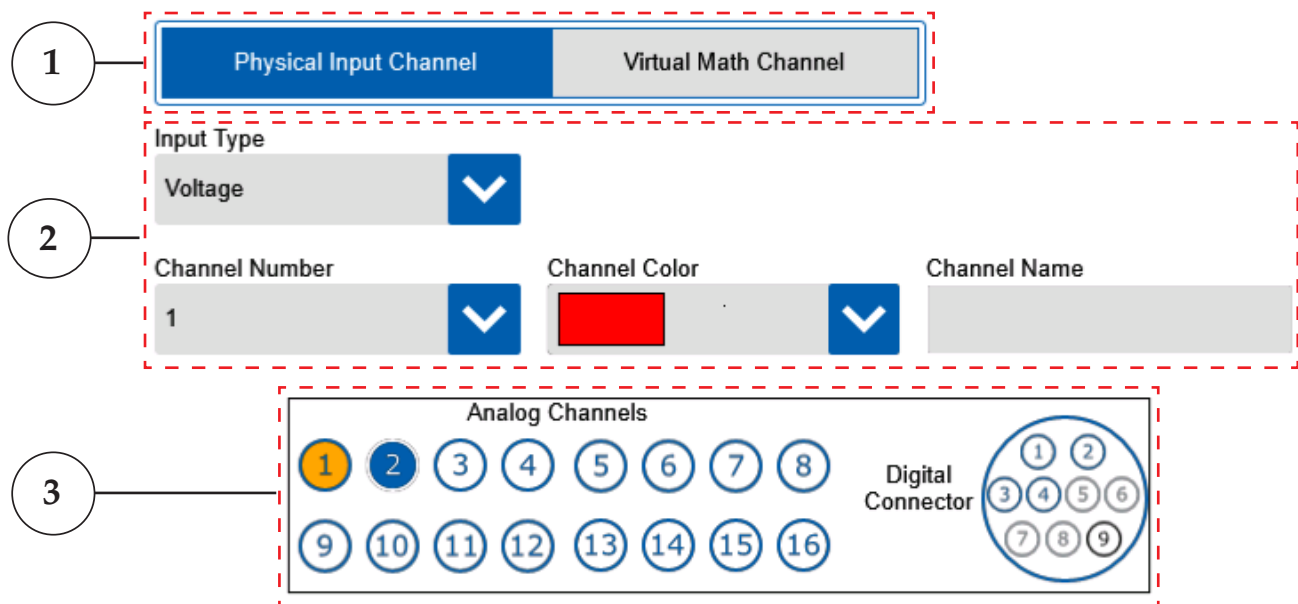 1
Physical Input Channel Virtual Math Channel
2
Input Type
Voltage
Channel Number Channel Color Channel Name
1
3
Analog Channels
1 2 3 4 5 6 7 8
9 10 11 12 13 14 15 16
Digital
Connector
1 2
3 4 5 6
7 8 9